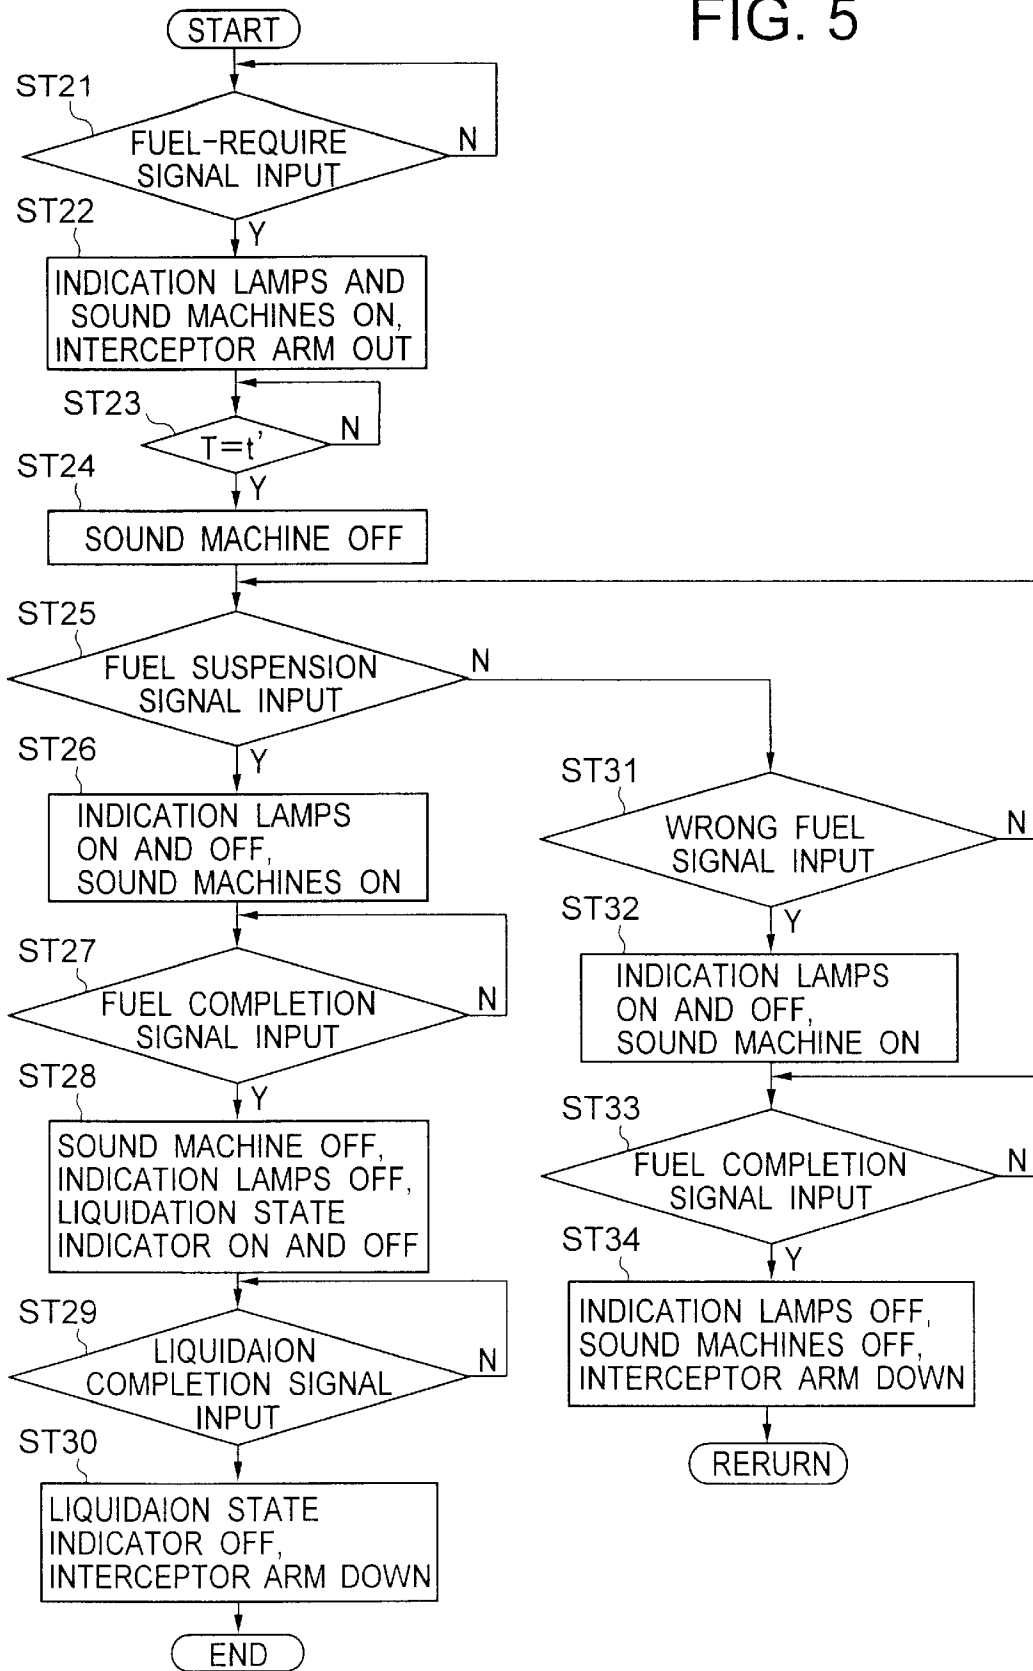 FIG. 5
START
ST21
FUEL-REQUIRE
SIGNAL INPUT
N
Y
ST22
INDICATION LAMPS AND
SOUND MACHINES ON,
INTERCEPTOR ARM OUT
ST23
T=t'
N
Y
ST24
SOUND MACHINE OFF
ST25
FUEL SUSPENSION
SIGNAL INPUT
N
Y
ST26
INDICATION LAMPS
ON AND OFF,
SOUND MACHINES ON
ST27
FUEL COMPLETION
SIGNAL INPUT
N
Y
ST28
SOUND MACHINE OFF,
INDICATION LAMPS OFF,
LIQUIDATION STATE
INDICATOR ON AND OFF
ST29
LIQUIDAION
COMPLETION SIGNAL
INPUT
N
ST30
LIQUIDAION STATE
INDICATOR OFF,
INTERCEPTOR ARM DOWN
END
ST31
WRONG FUEL
SIGNAL INPUT
N
Y
ST32
INDICATION LAMPS
ON AND OFF,
SOUND MACHINE ON
ST33
FUEL COMPLETION
SIGNAL INPUT
N
Y
ST34
INDICATION LAMPS OFF,
SOUND MACHINES OFF,
INTERCEPTOR ARM DOWN
RERURN